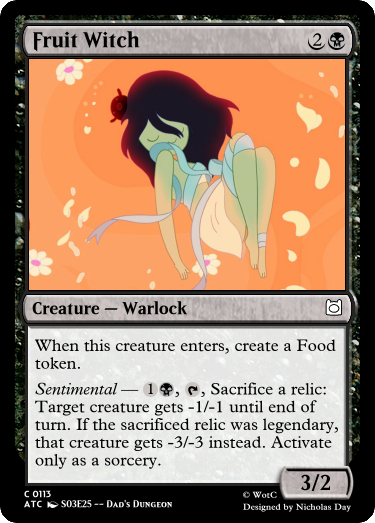 Fruit Witch 2
Creature — Warlock
When this creature enters, create a Food
token.
Sentimental — 1, , Sacrifice a relic:
Target creature gets -1/-1 until end of
turn. If the sacrificed relic was legendary,
that creature gets -3/-3 instead. Activate
only as a sorcery.
3/2
C 0113
ATC S03E25 -- Dad's Dungeon
© WotC
Designed by Nicholas Day